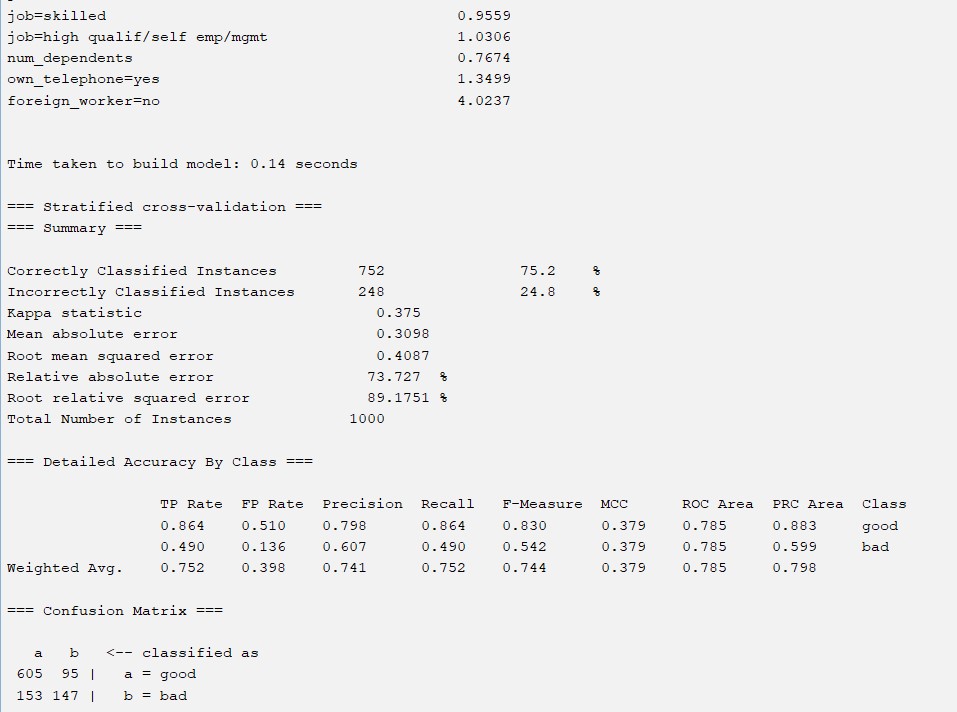 job=skilled 0.9559
job=high qualif/self emp/mgmt 1.0306
num_dependents 0.7674
own_telephone=yes 1.3499
foreign_worker=no 4.0237
Time taken to build model: 0.14 seconds
=== Stratified cross-validation ===
=== Summary ===
Correctly Classified Instances 752 75.2 %
Incorrectly Classified Instances 248 24.8 %
Kappa statistic 0.375
Mean absolute error 0.3098
Root mean squared error 0.4087
Relative absolute error 73.727 %
Root relative squared error 89.1751 %
Total Number of Instances 1000
=== Detailed Accuracy By Class ===
TP Rate FP Rate Precision Recall F-Measure MCC ROC Area PRC Area Class
0.864 0.510 0.798 0.864 0.830 0.379 0.785 0.883 good
0.490 0.136 0.607 0.490 0.542 0.379 0.785 0.599 bad
Weighted Avg. 0.752 0.398 0.741 0.752 0.744 0.379 0.785 0.798
=== Confusion Matrix ===
a b <-- classified as
605 95 | a = good
153 147 | b = bad